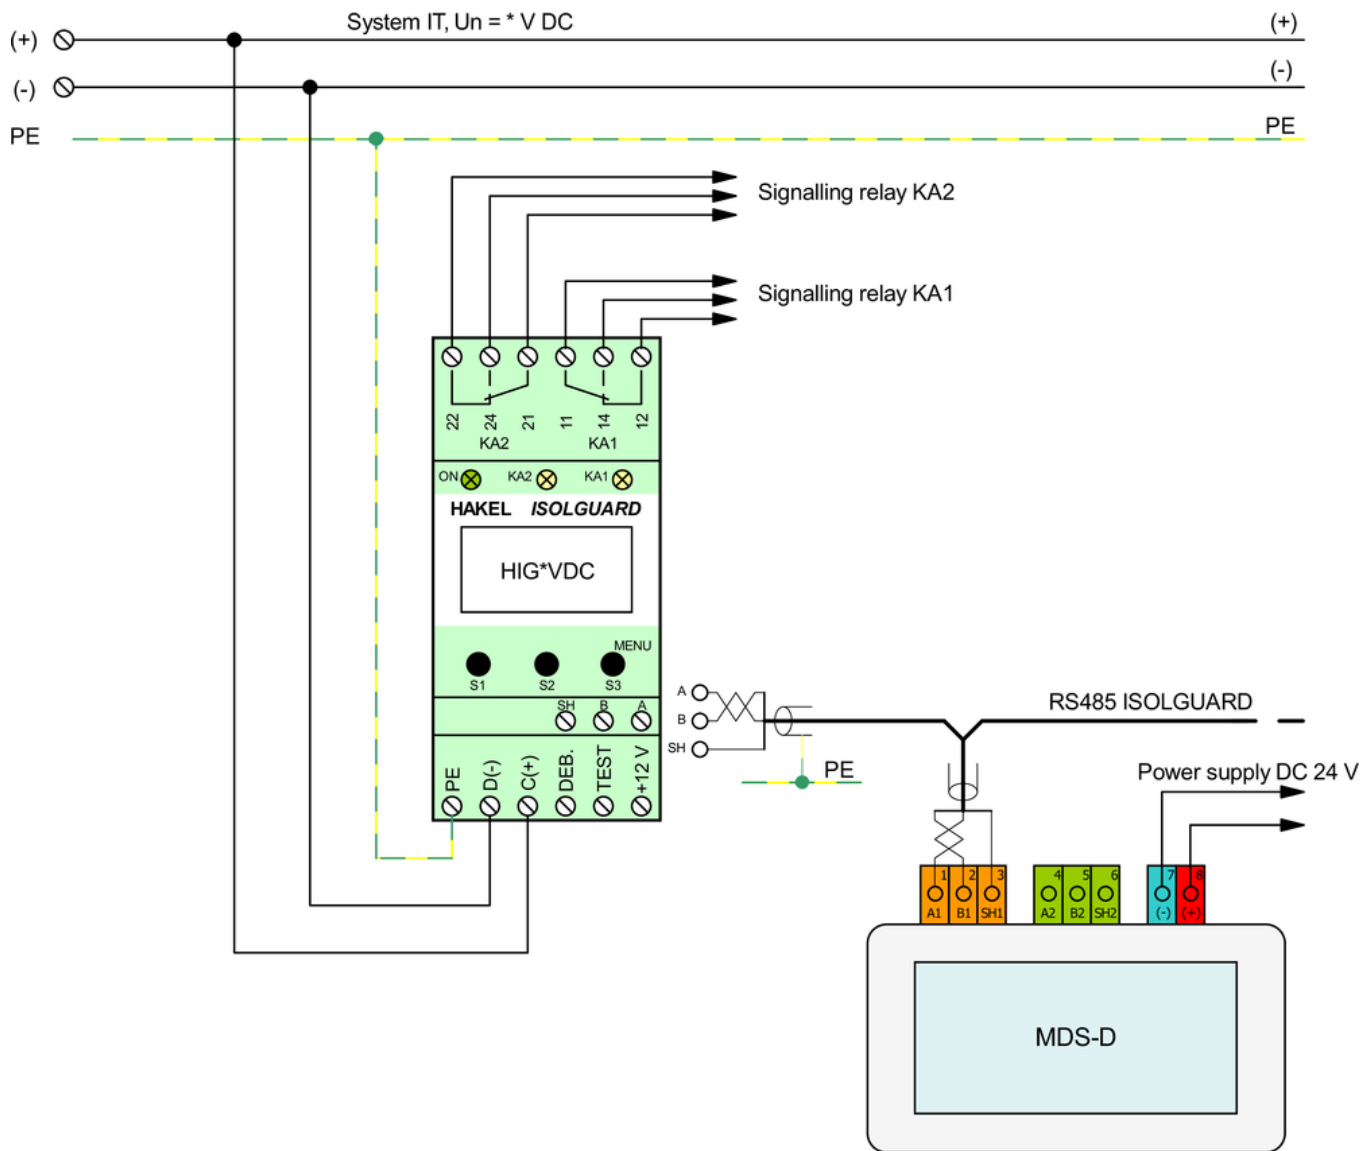 System IT, Un = * V DC
(+) (+)
(-) (-)
PE PE
Signalling relay KA2
Signalling relay KA1
22 24 21 11 14 12
KA2 KA1
ON KA2 KA1
HAKEL ISOLGUARD
HIG*VDC
MENU
S1 S2 S3
SH B A
PE D(-) C(+) DEB. TEST +12 V
A
B
SH
RS485 ISOLGUARD
PE
Power supply DC 24 V
1 2 3 4 5 6 7 8
A1 B1 SH1 A2 B2 SH2 (-) (+)
MDS-D